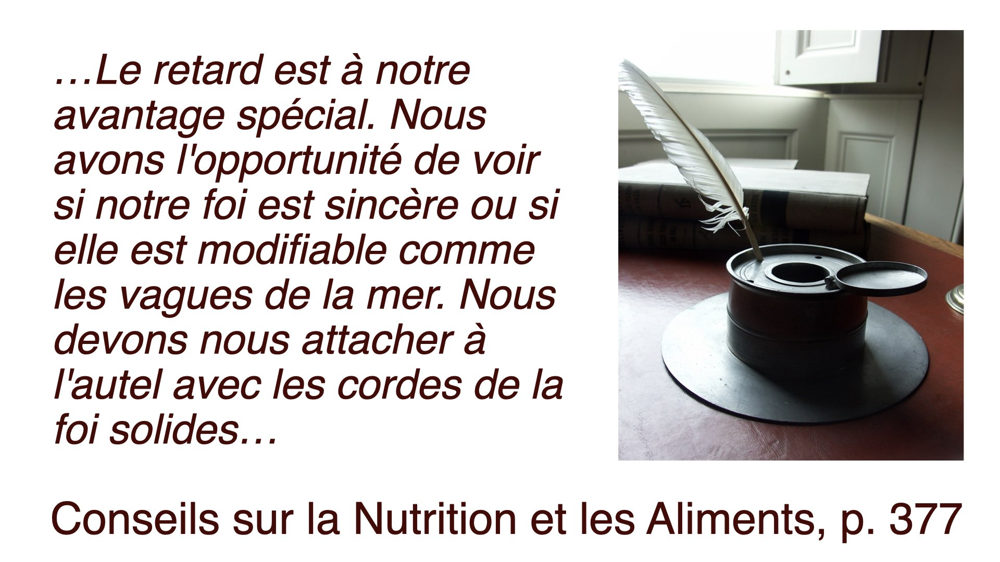 …Le retard est à notre
avantage spécial. Nous
avons l'opportunité de voir
si notre foi est sincère ou si
elle est modifiable comme
les vagues de la mer. Nous
devons nous attacher à
l'autel avec les cordes de la
foi solides…
Conseils sur la Nutrition et les Aliments, p. 377